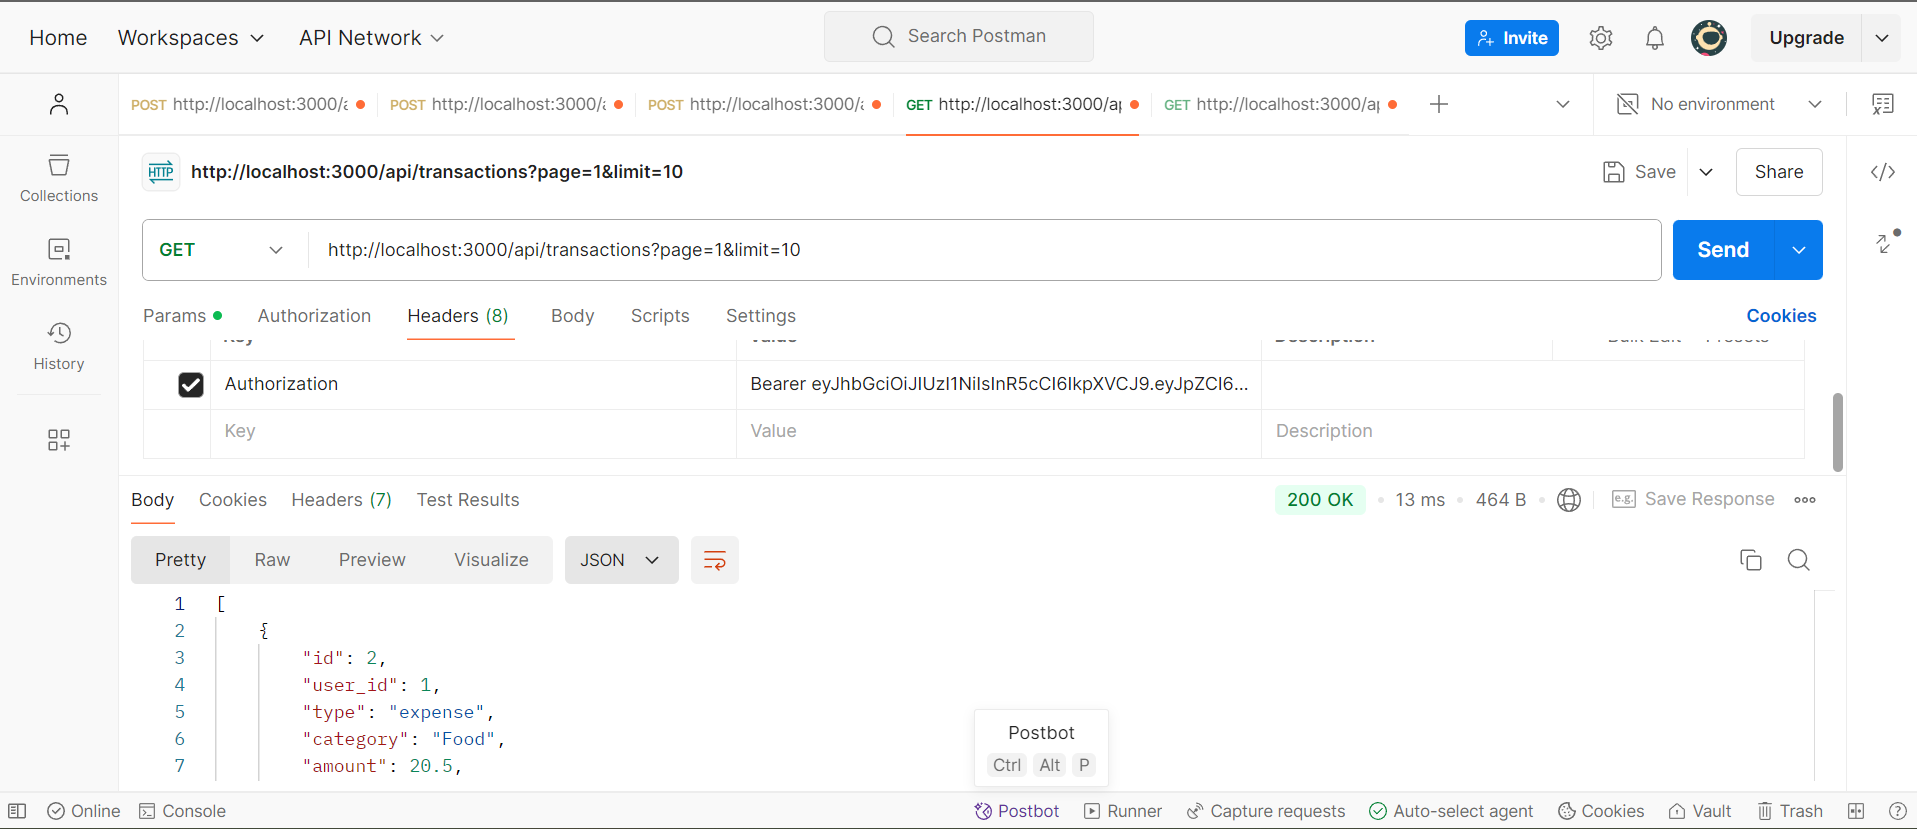 Home Workspaces API Network Search Postman Invite Upgrade
POST http://localhost:3000/a POST http://localhost:3000/a POST http://localhost:3000/a GET http://localhost:3000/ap GET http://localhost:3000/ap No environment
HTTP http://localhost:3000/api/transactions?page=1&limit=10 Save Share
Collections
GET http://localhost:3000/api/transactions?page=1&limit=10 Send
Environments
Params Authorization Headers (8) Body Scripts Settings Cookies
History
Key Value Description Bulk Edit Presets
Authorization Bearer eyJhbGciOiJIUzI1NiIsInR5cCI6IkpXVCJ9.eyJpZCI6...
Key Value Description
Body Cookies Headers (7) Test Results 200 OK 13 ms 464 B e.g. Save Response
Pretty Raw Preview Visualize JSON
1 [
2 {
3 "id": 2,
4 "user_id": 1,
5 "type": "expense",
6 "category": "Food",
7 "amount": 20.5,
Postbot
Ctrl Alt P
Online Console Postbot Runner Capture requests Auto-select agent Cookies Vault Trash